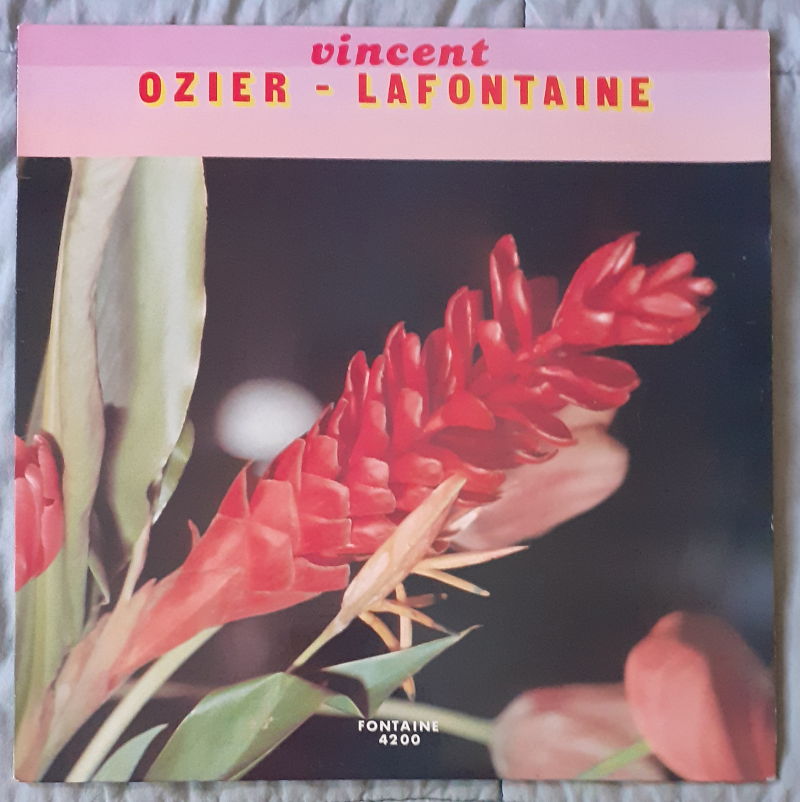 vincent
OZIER - LAFONTAINE
FONTAINE
4200